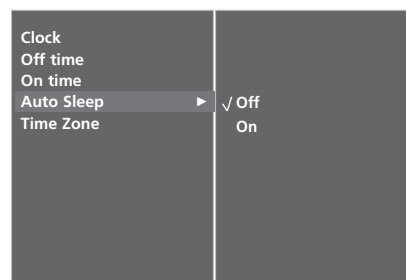 Clock
Off time
On time
Auto Sleep ► √ Off
Time Zone On